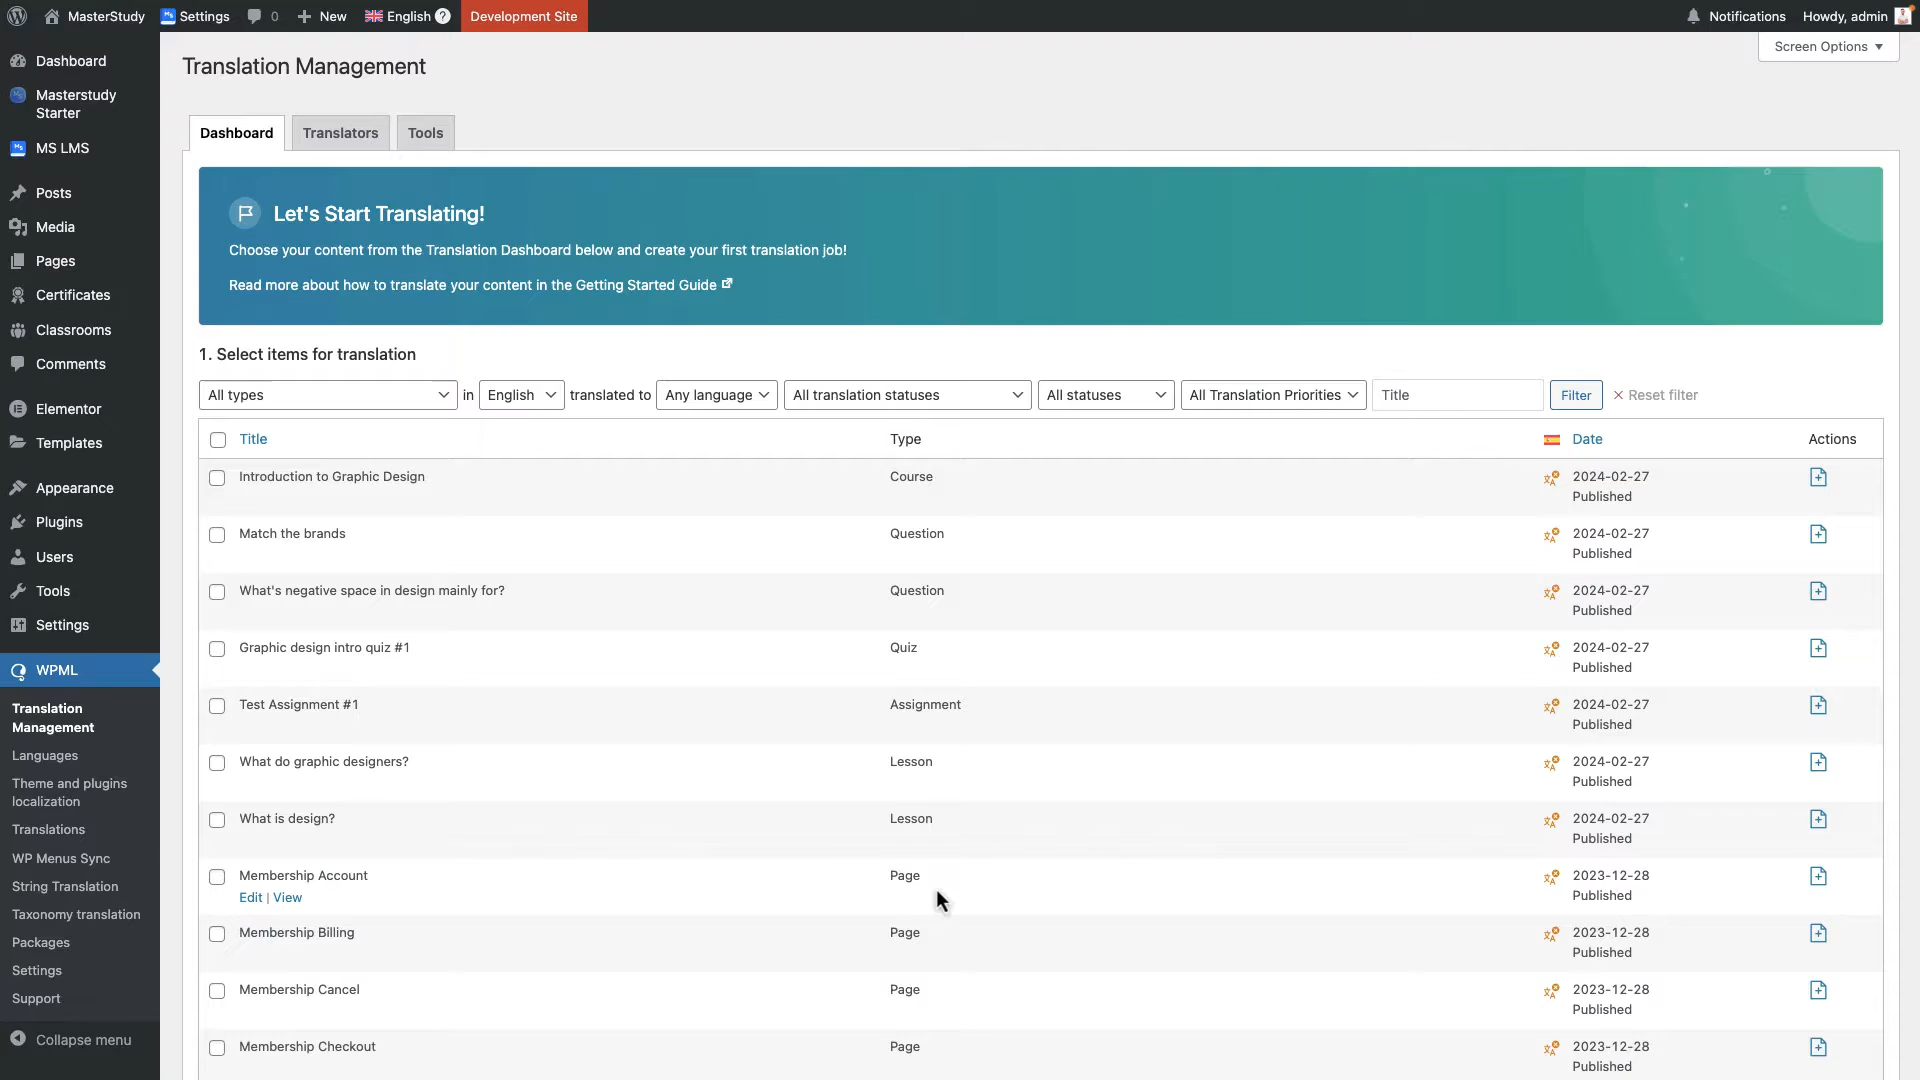 MasterStudy Settings 0 New English ? Development Site Notifications Howdy, admin
Screen Options
Dashboard
Masterstudy
Starter
MS LMS
Posts
Media
Pages
Certificates
Classrooms
Comments
Elementor
Templates
Appearance
Plugins
Users
Tools
Settings
WPML
Translation
Management
Languages
Theme and plugins
localization
Translations
WP Menus Sync
String Translation
Taxonomy translation
Packages
Settings
Support
Collapse menu
Translation Management
Dashboard Translators Tools
Let's Start Translating!
Choose your content from the Translation Dashboard below and create your first translation job!
Read more about how to translate your content in the Getting Started Guide
1. Select items for translation
All types in English translated to Any language All translation statuses All statuses All Translation Priorities Title Filter × Reset filter
Title Type Date Actions
Introduction to Graphic Design Course 2024-02-27
Published
Match the brands Question 2024-02-27
Published
What's negative space in design mainly for? Question 2024-02-27
Published
Graphic design intro quiz #1 Quiz 2024-02-27
Published
Test Assignment #1 Assignment 2024-02-27
Published
What do graphic designers? Lesson 2024-02-27
Published
What is design? Lesson 2024-02-27
Published
Membership Account Page 2023-12-28
Edit | View Published
Membership Billing Page 2023-12-28
Published
Membership Cancel Page 2023-12-28
Published
Membership Checkout Page 2023-12-28
Published